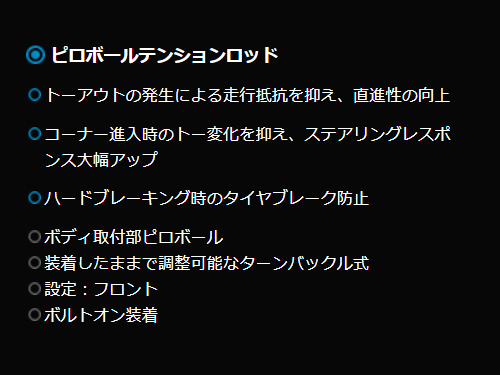 ピロボールテンションロッド
トーアウトの発生による走行抵抗を抑え、直進性の向上
コーナー進入時のトー変化を抑え、ステアリングレスポ
ンス大幅アップ
ハードブレーキング時のタイヤブレーク防止
ボディ取付部ピロボール
装着したままで調整可能なターンバックル式
設定：フロント
ボルトオン装着